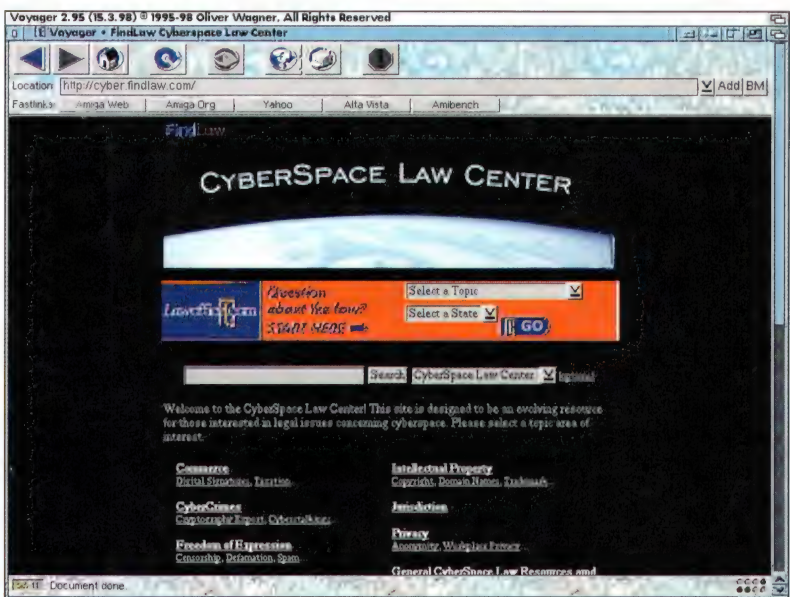 Voyager 2.95 (15.3.98) © 1995-98 Oliver Wagner. All Rights Reserved
Voyager • FindLaw Cyberspace Law Center
Location http://cyber.findlaw.com/ Add BM
Fastlinks Amiga Web Amiga Org Yahoo Alta Vista Amibench
FindLaw
CYBERSPACE LAW CENTER
Question
about the law?
START HERE
Select a Topic
Select a State
GO
Search CyberSpace Law Center options
Welcome to the CyberSpace Law Center! This site is designed to be an evolving resource
for those interested in legal issues concerning cyberspace. Please select a topic area of
interest.
Commerce
Digital Signatures, Taxation...
CyberCrimes
Cryptography Export, Cyberstalking...
Freedom of Expression
Censorship, Defamation, Spam...
Intellectual Property
Copyright, Domain Names, Trademark...
Jurisdiction
Privacy
Anonymity, Workplace Privacy...
General CyberSpace Law Resources and
Document done.